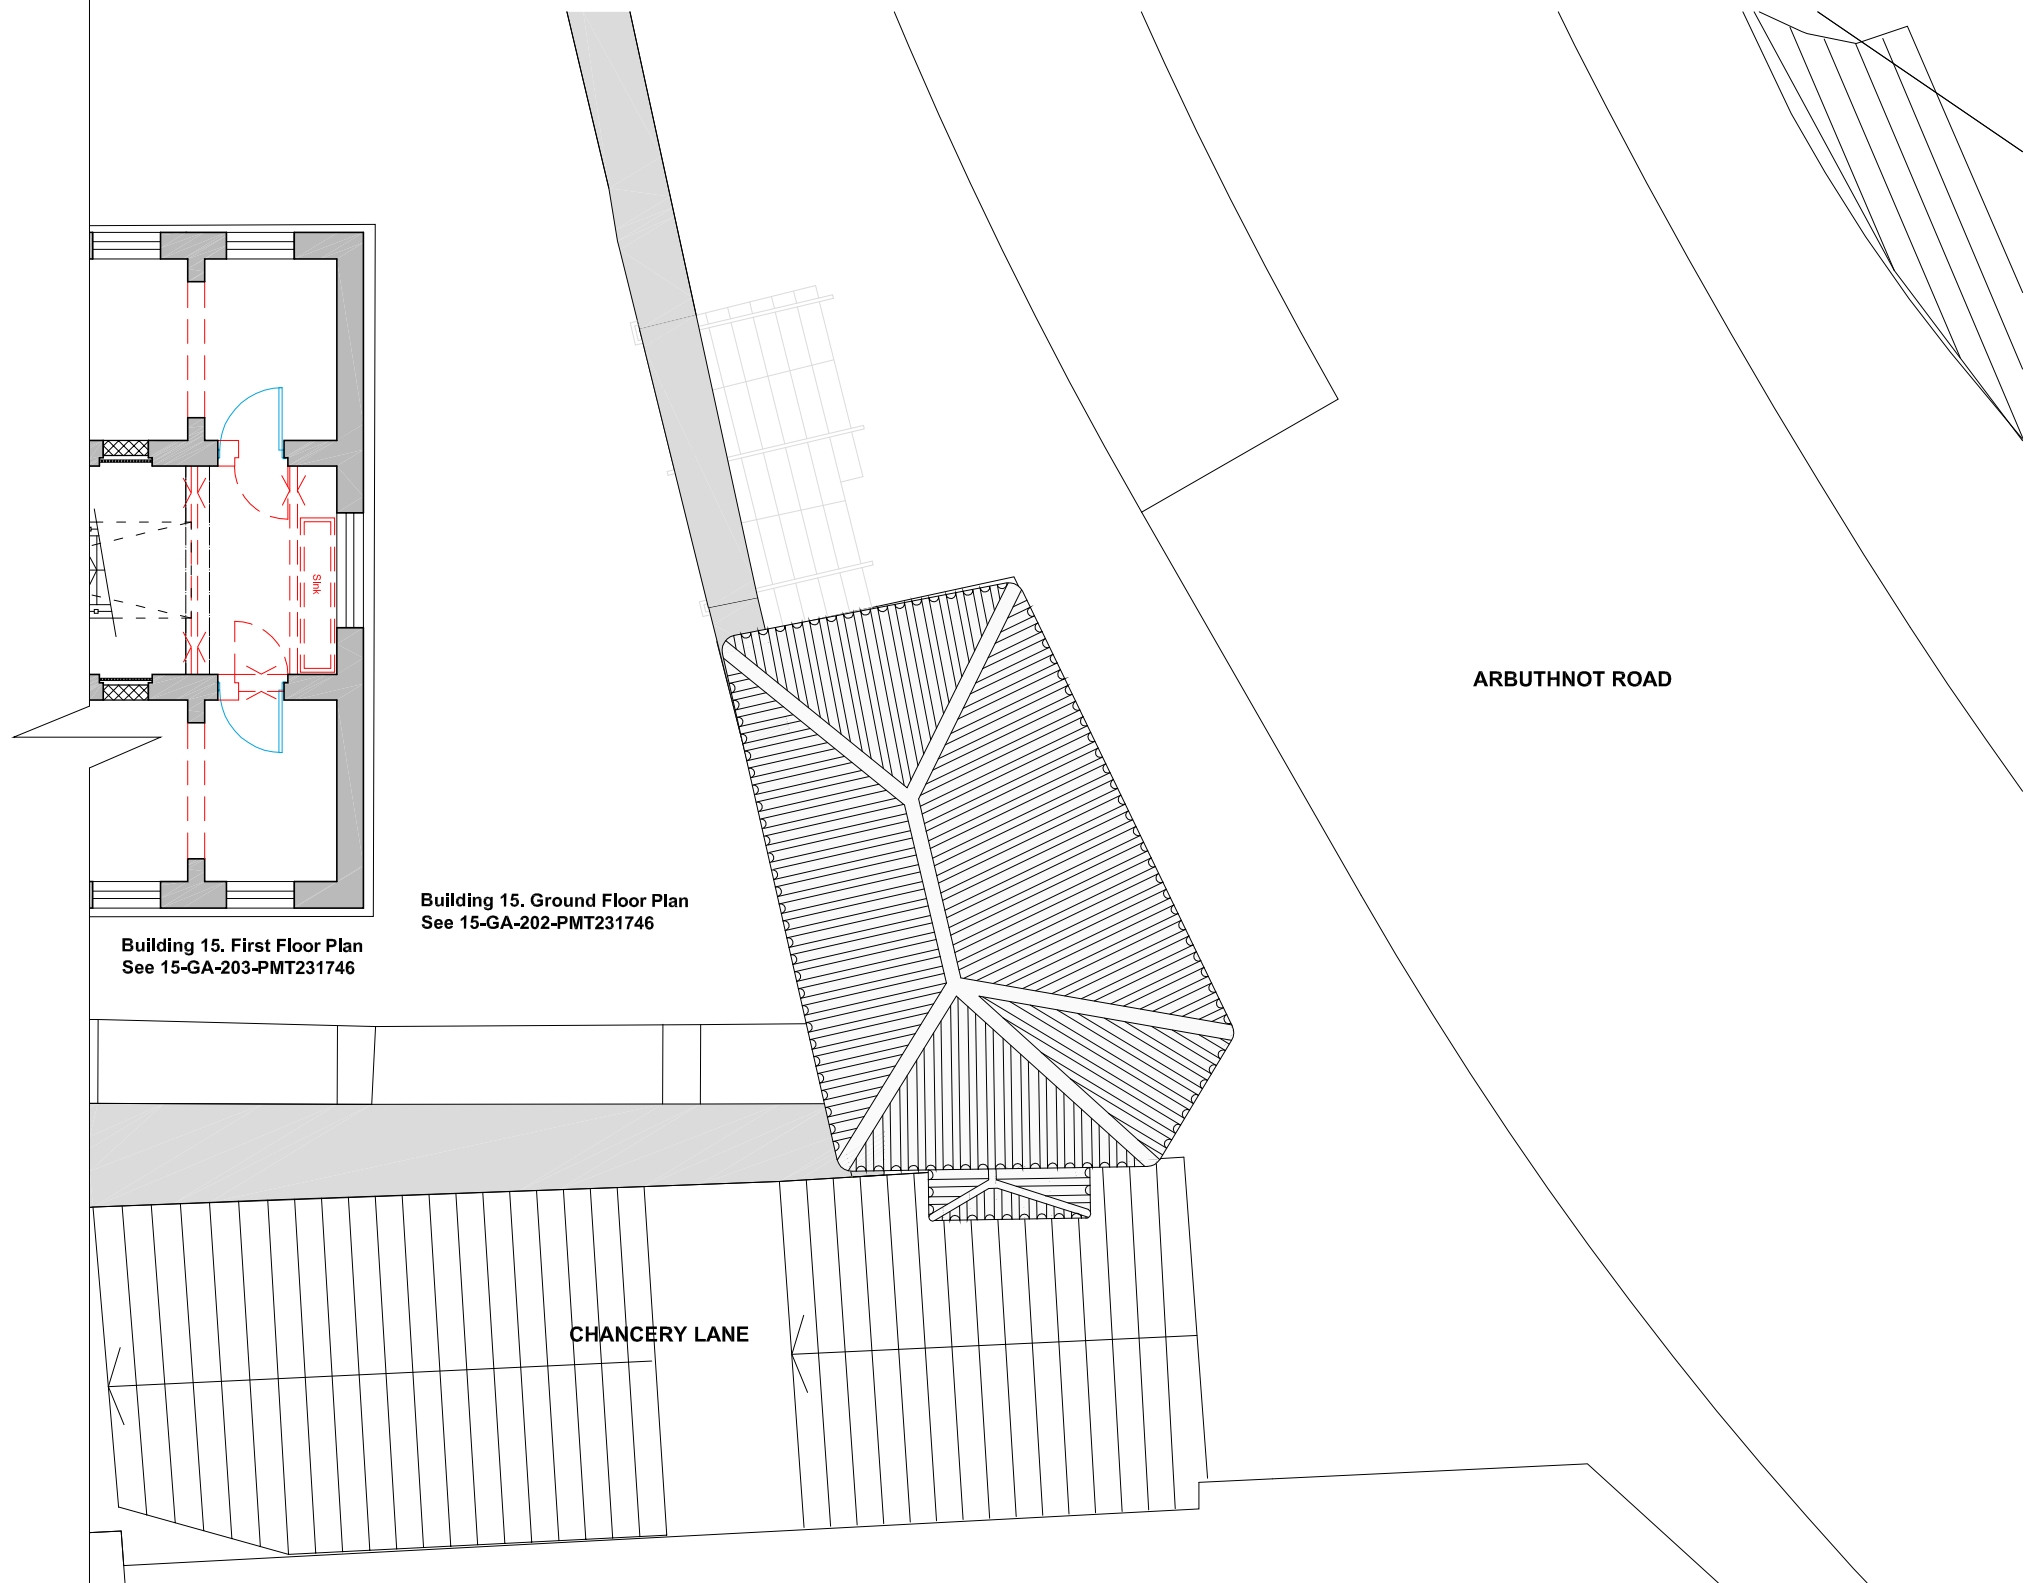 Sink
ARBUTHNOT ROAD
Building 15. Ground Floor Plan
See 15-GA-202-PMT231746
Building 15. First Floor Plan
See 15-GA-203-PMT231746
CHANCERY LANE